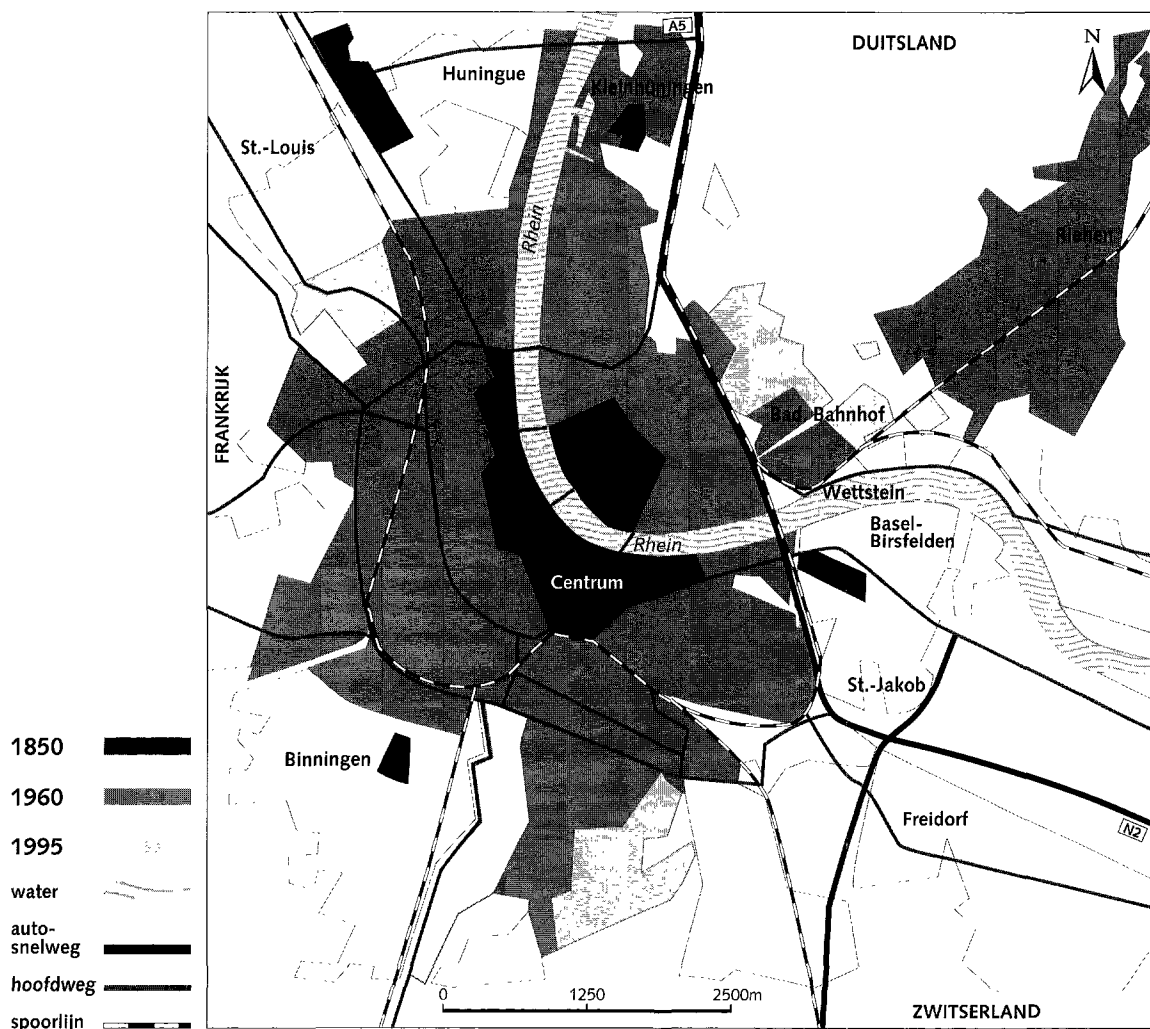 A5
DUITSLAND
N
Huningue
Kleinhüningen
St.-Louis
Rhein
Riehen
FRANKRIJK
Bad. Bahnhof
Wettstein
Rhein
Basel-
Birsfelden
Centrum
St.-Jakob
Binningen
Freidorf
N2
0 1250 2500m
ZWITSERLAND
1850
1960
1995
water
auto-
snelweg
hoofdweg
spoorlijn